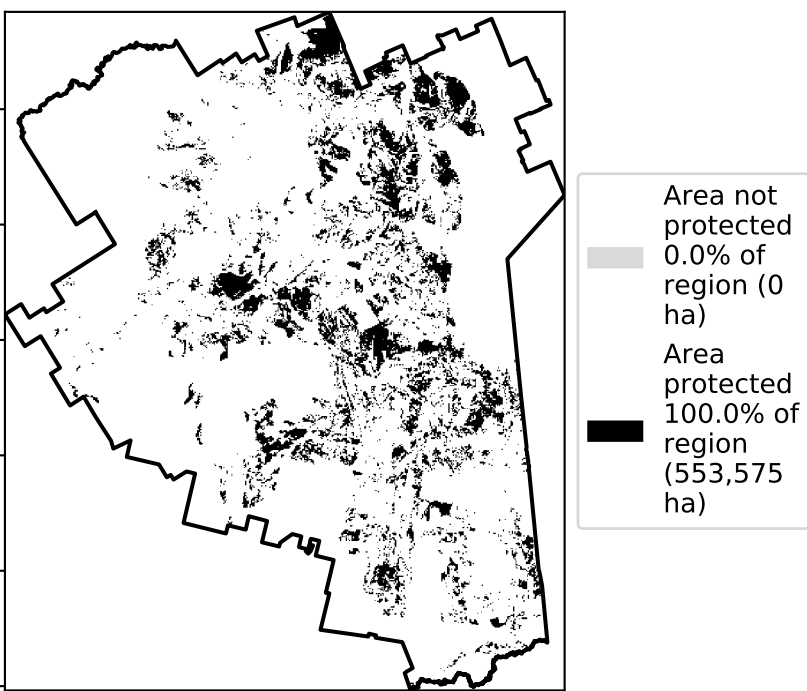 Area not
protected
0.0% of
region (0
ha)
Area
protected
100.0% of
region
(553,575
ha)